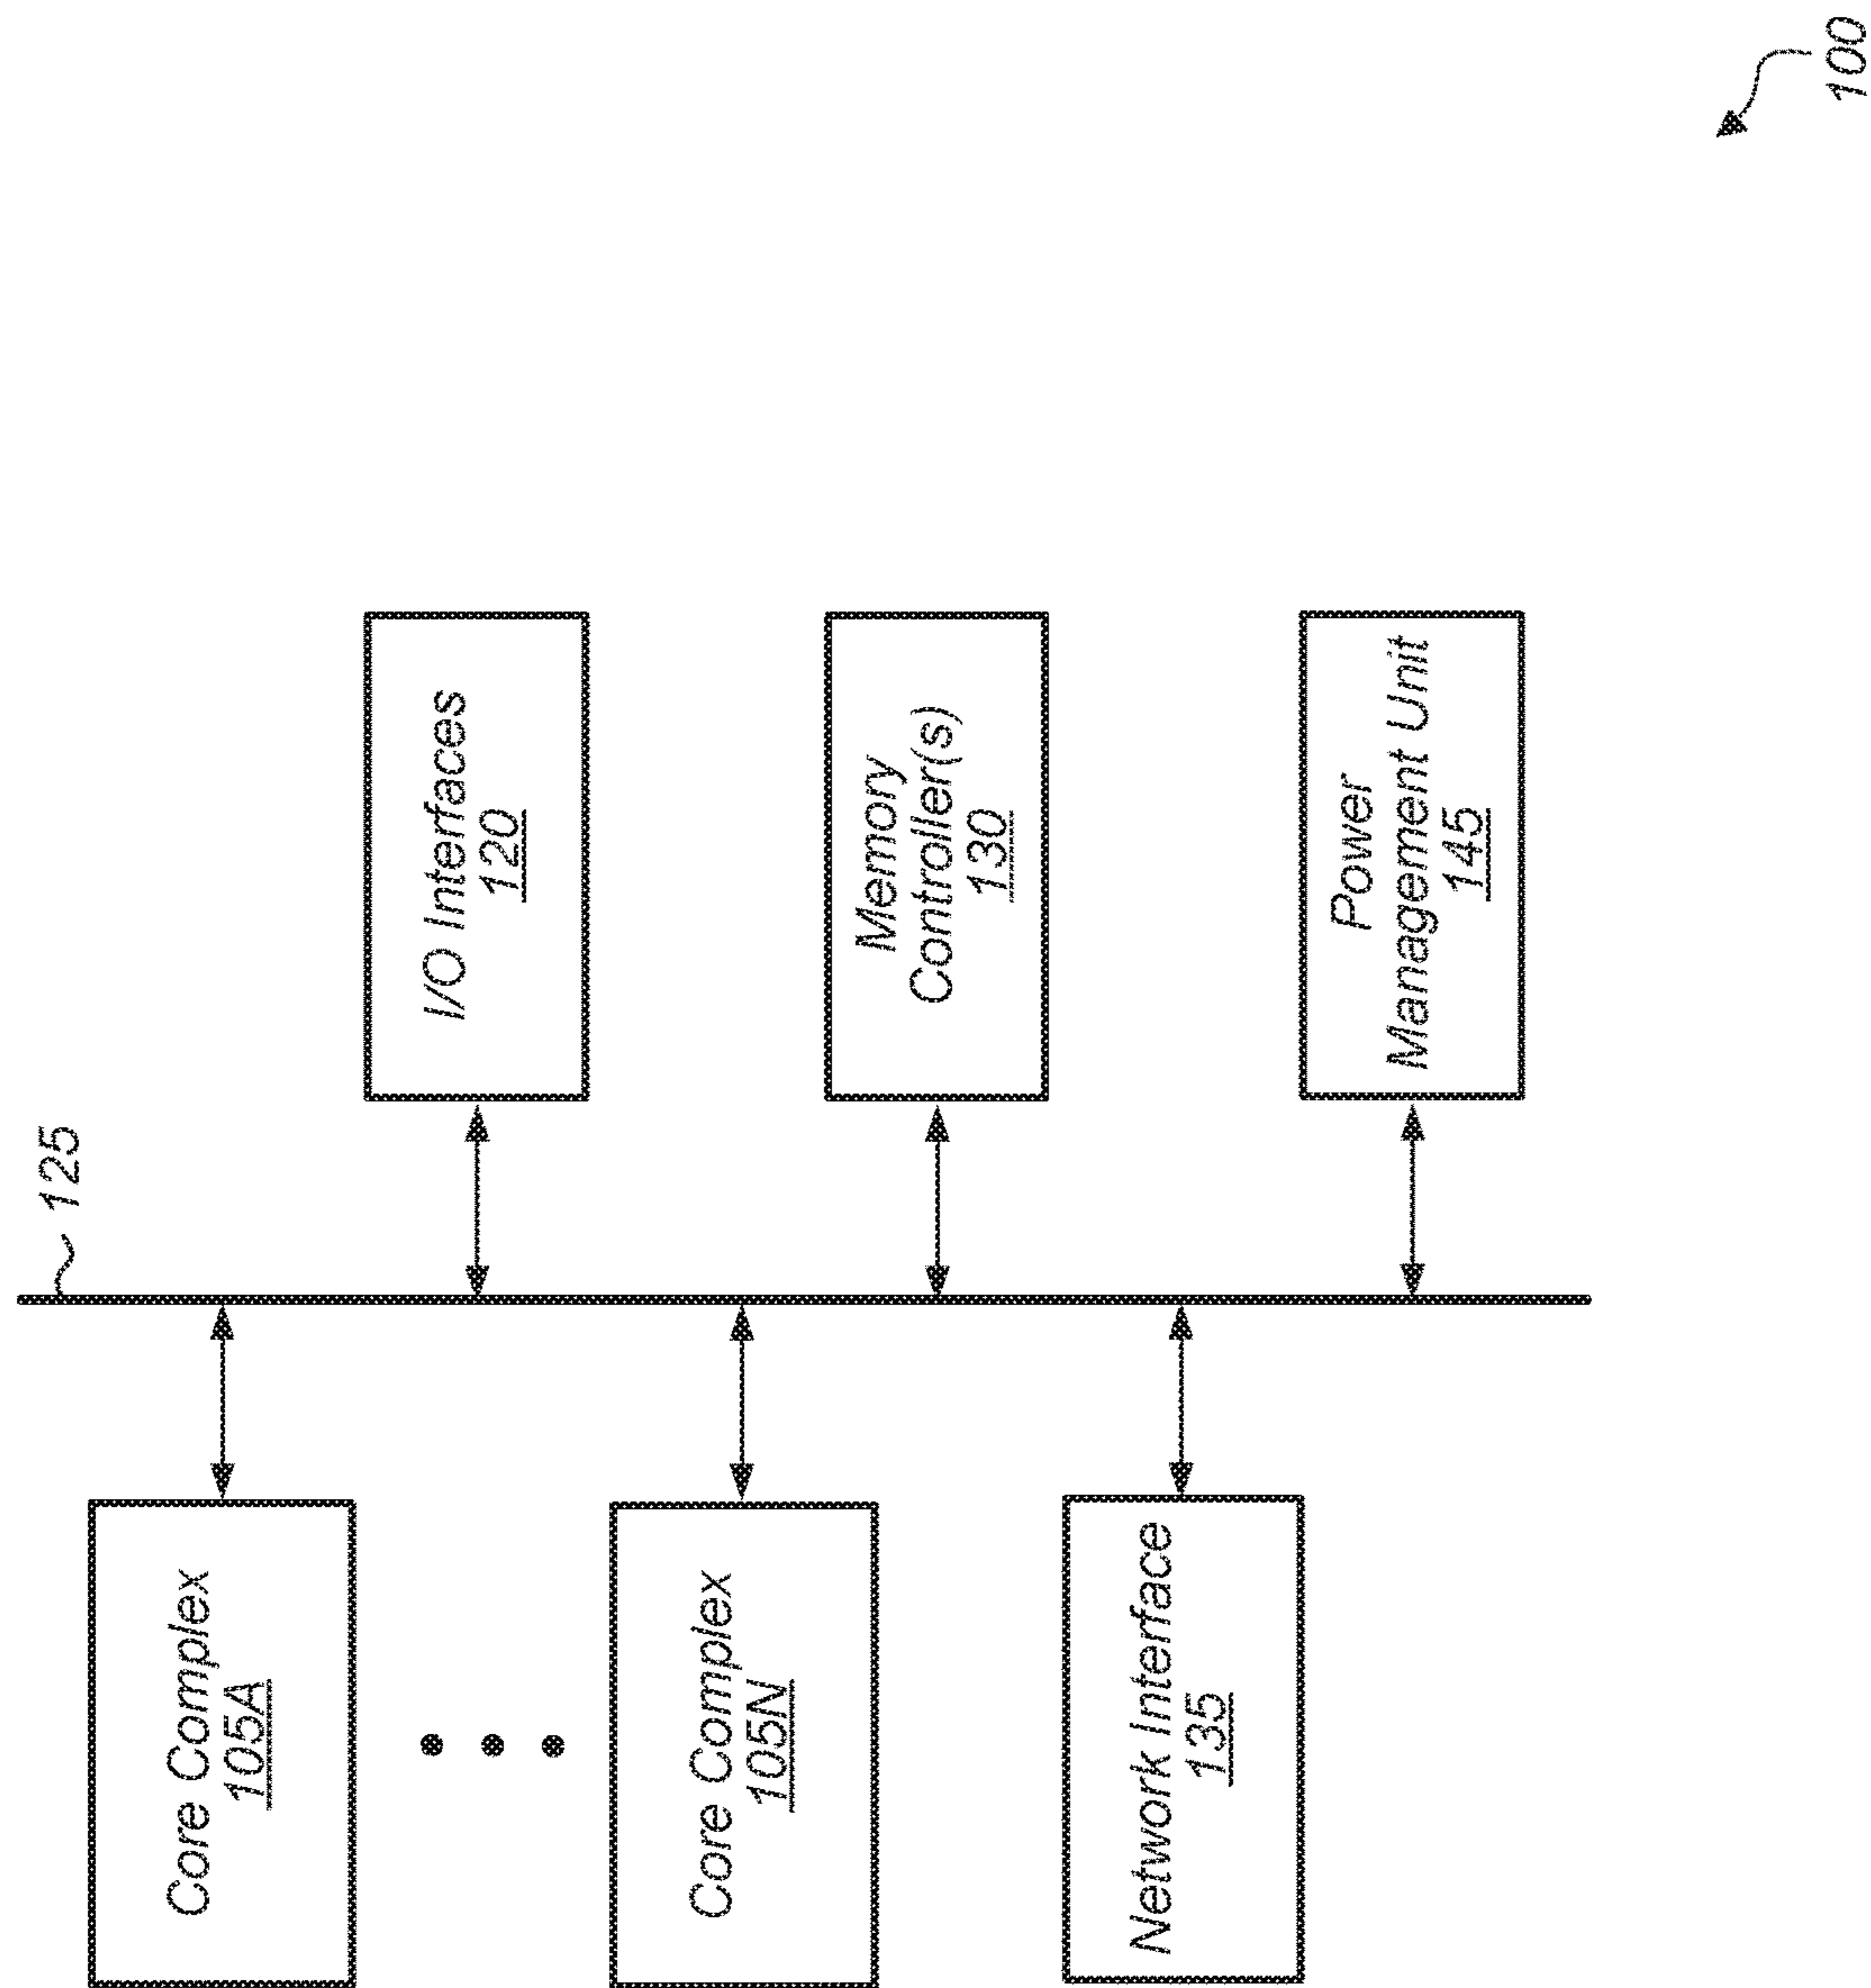 Core Complex
105A
Core Complex
105N
Network Interface
135
125
I/O Interfaces
120
Memory
Controller(s)
130
Power
Management Unit
145
100